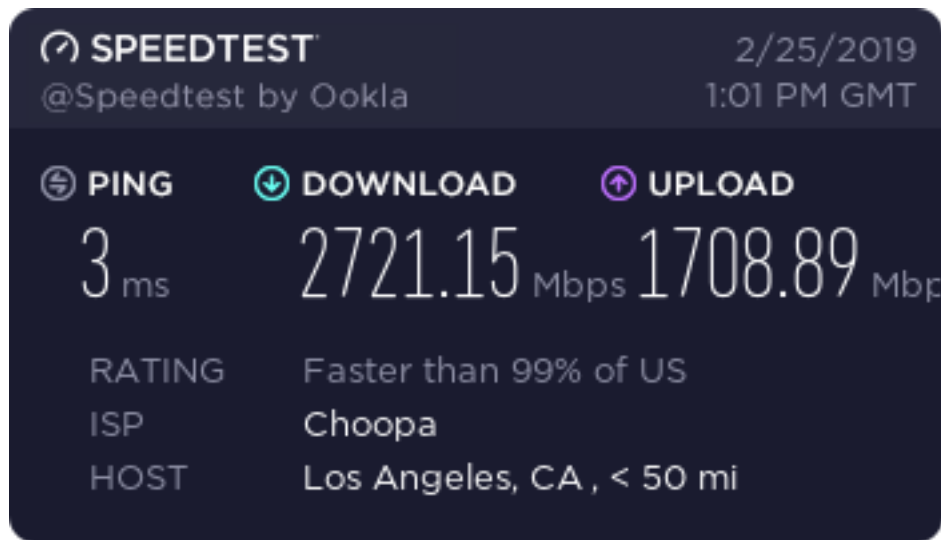 SPEEDTEST
2/25/2019
@Speedtest by Ookla
1:01 PM GMT
PING
DOWNLOAD
UPLOAD
3 ms
2721.15 Mbps
1708.89 Mbp
RATING Faster than 99% of US
ISP Choopa
HOST Los Angeles, CA , < 50 mi